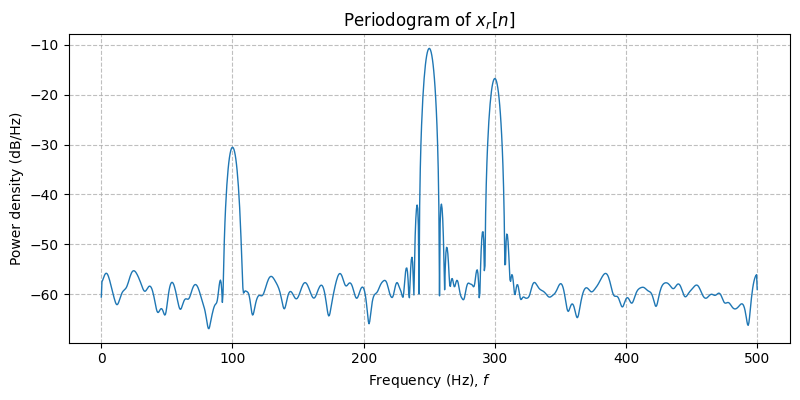 Periodogram of xᵣ[n]
Power density (dB/Hz)
−10
−20
−30
−40
−50
−60
0 100 200 300 400 500
Frequency (Hz), f